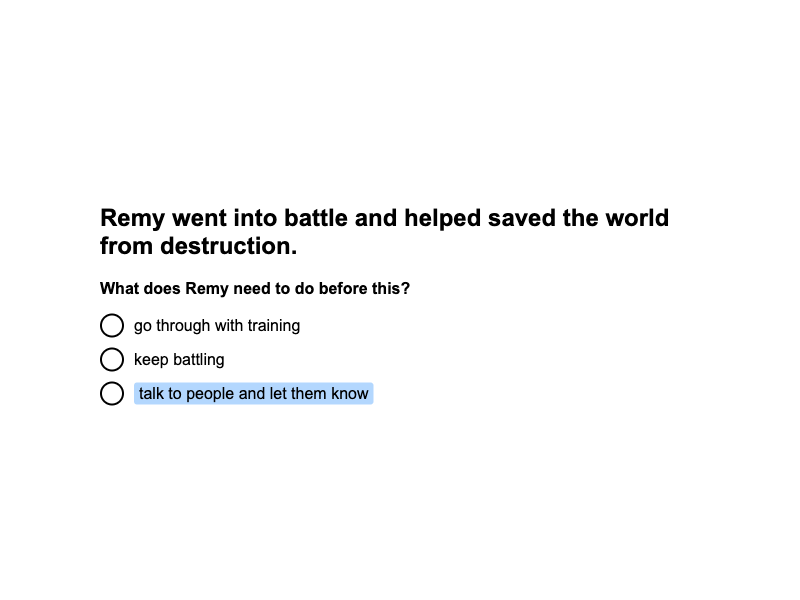 Remy went into battle and helped saved the world
from destruction.
What does Remy need to do before this?
go through with training
keep battling
talk to people and let them know